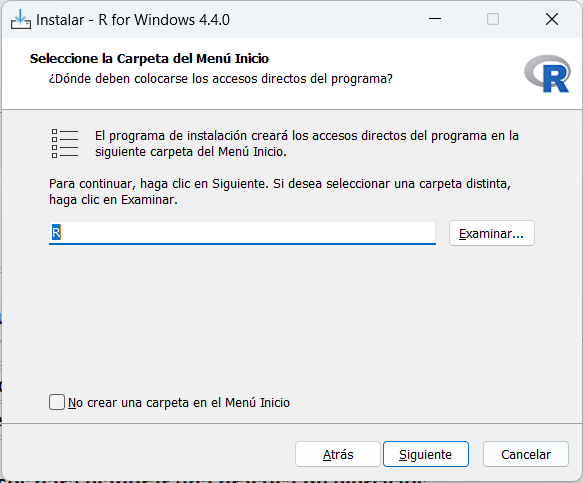 Instalar - R for Windows 4.4.0
Seleccione la Carpeta del Menú Inicio
¿Dónde deben colocarse los accesos directos del programa?
R
El programa de instalación creará los accesos directos del programa en la
siguiente carpeta del Menú Inicio.
Para continuar, haga clic en Siguiente. Si desea seleccionar una carpeta distinta,
haga clic en Examinar.
R
Examinar...
No crear una carpeta en el Menú Inicio
Atrás
Siguiente
Cancelar